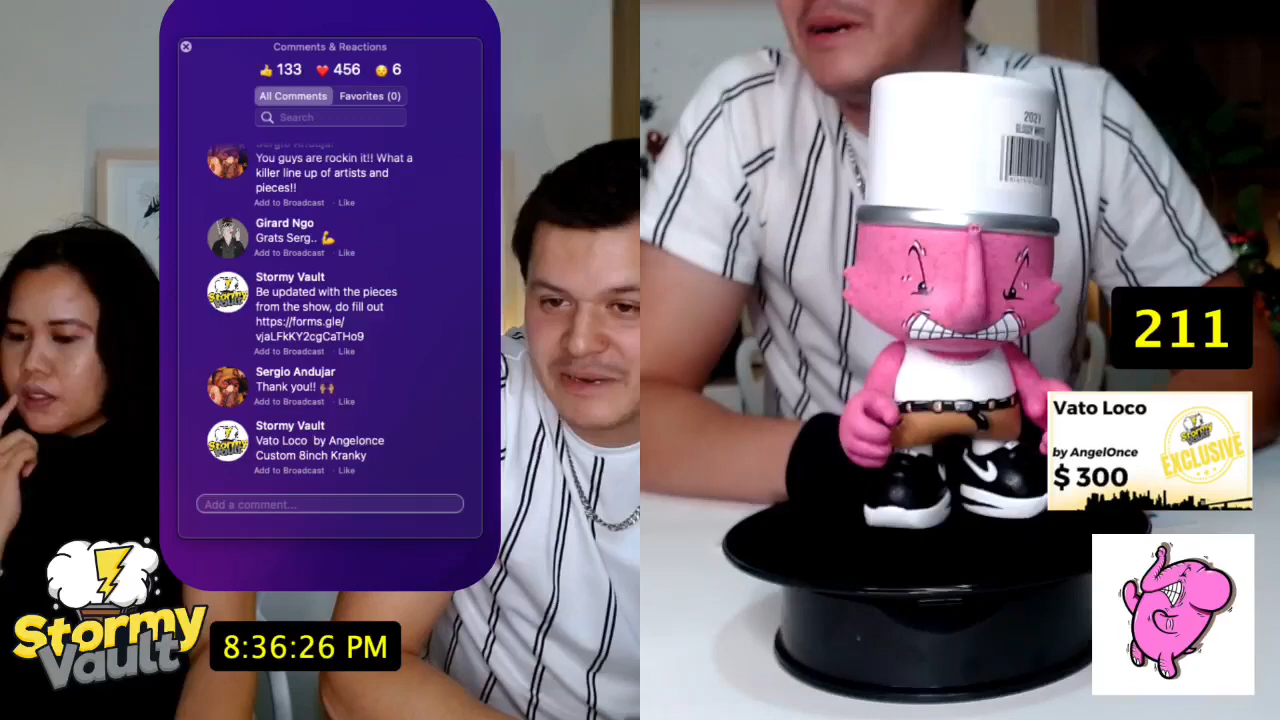 Comments & Reactions
133 456 6
All Comments Favorites (0)
Search
Sergio Andujar
You guys are rockin it!! What a
killer line up of artists and
pieces!!
Add to Broadcast · Like
Girard Ngo
Grats Serg.. 💪
Add to Broadcast · Like
Stormy Vault
Be updated with the pieces
from the show, do fill out
https://forms.gle/
vjaLFkKY2cgCaTHo9
Add to Broadcast · Like
Sergio Andujar
Thank you!! 🙌
Add to Broadcast · Like
Stormy Vault
Vato Loco by Angelonce
Custom 8inch Kranky
Add to Broadcast · Like
Add a comment...
Stormy
Vault
8:36:26 PM
2021
211
Vato Loco
by AngelOnce
$ 300
Stormy
Vault
EXCLUSIVE